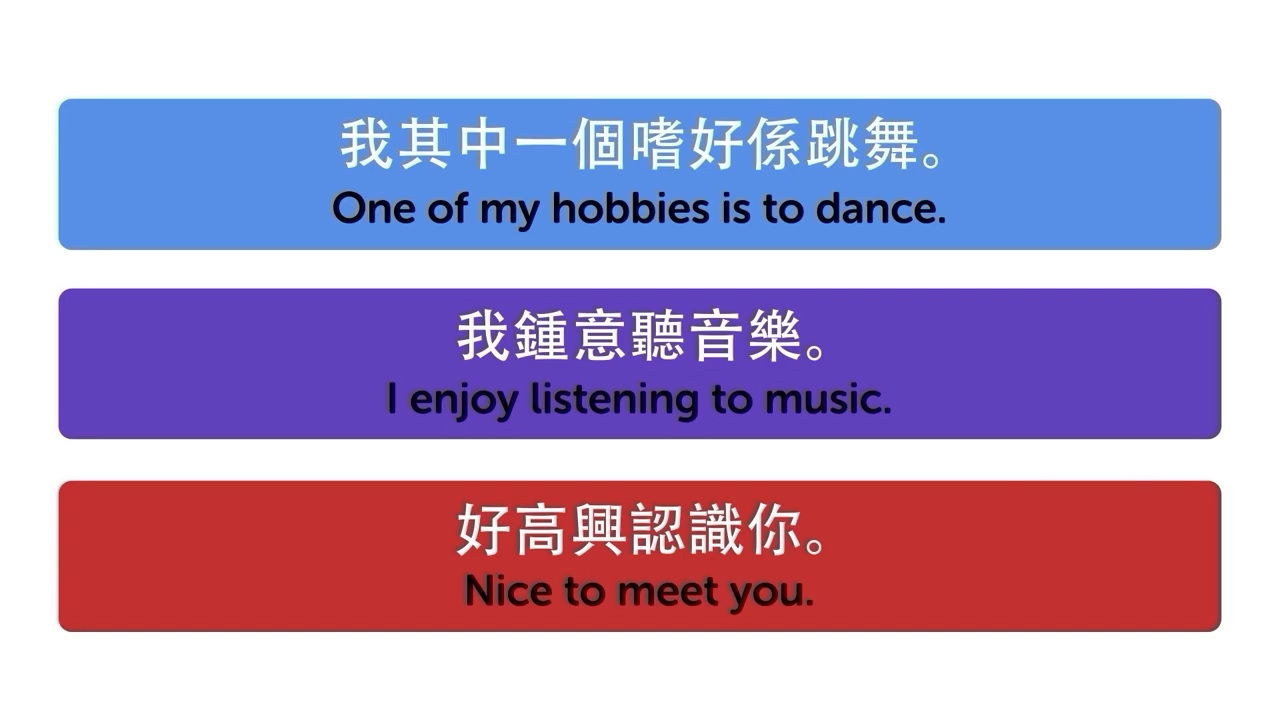 我其中一個嗜好係跳舞。
One of my hobbies is to dance.
我鍾意聽音樂。
I enjoy listening to music.
好高興認識你。
Nice to meet you.